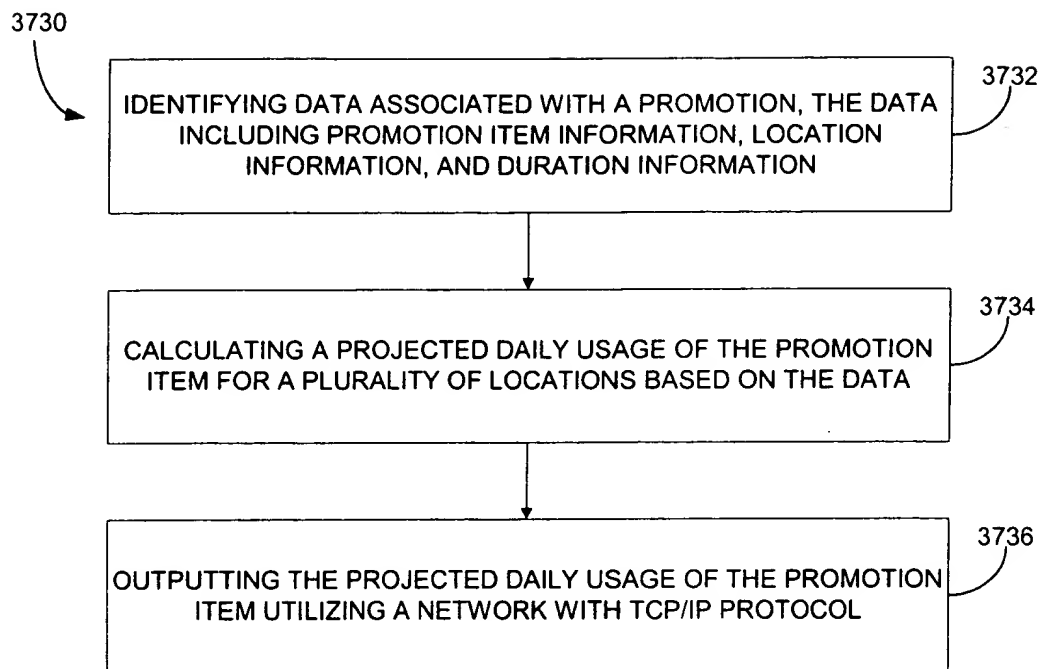 3730
3732
IDENTIFYING DATA ASSOCIATED WITH A PROMOTION, THE DATA
INCLUDING PROMOTION ITEM INFORMATION, LOCATION
INFORMATION, AND DURATION INFORMATION
3734
CALCULATING A PROJECTED DAILY USAGE OF THE PROMOTION
ITEM FOR A PLURALITY OF LOCATIONS BASED ON THE DATA
3736
OUTPUTTING THE PROJECTED DAILY USAGE OF THE PROMOTION
ITEM UTILIZING A NETWORK WITH TCP/IP PROTOCOL